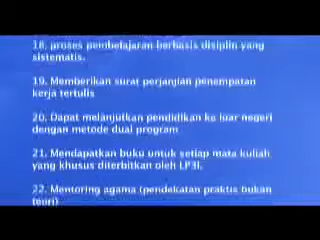 18. proses pembelajaran berbasis disiplin yang
sistematis.
19. Memberikan surat perjanjian penempatan
kerja tertulis
20. Dapat melanjutkan pendidikan ke luar negeri
dengan metode dual program
21. Mendapatkan buku untuk setiap mata kuliah
yang khusus diterbitkan oleh LP3I.
22. Mentoring agama (pendekatan praktis bukan
teori)